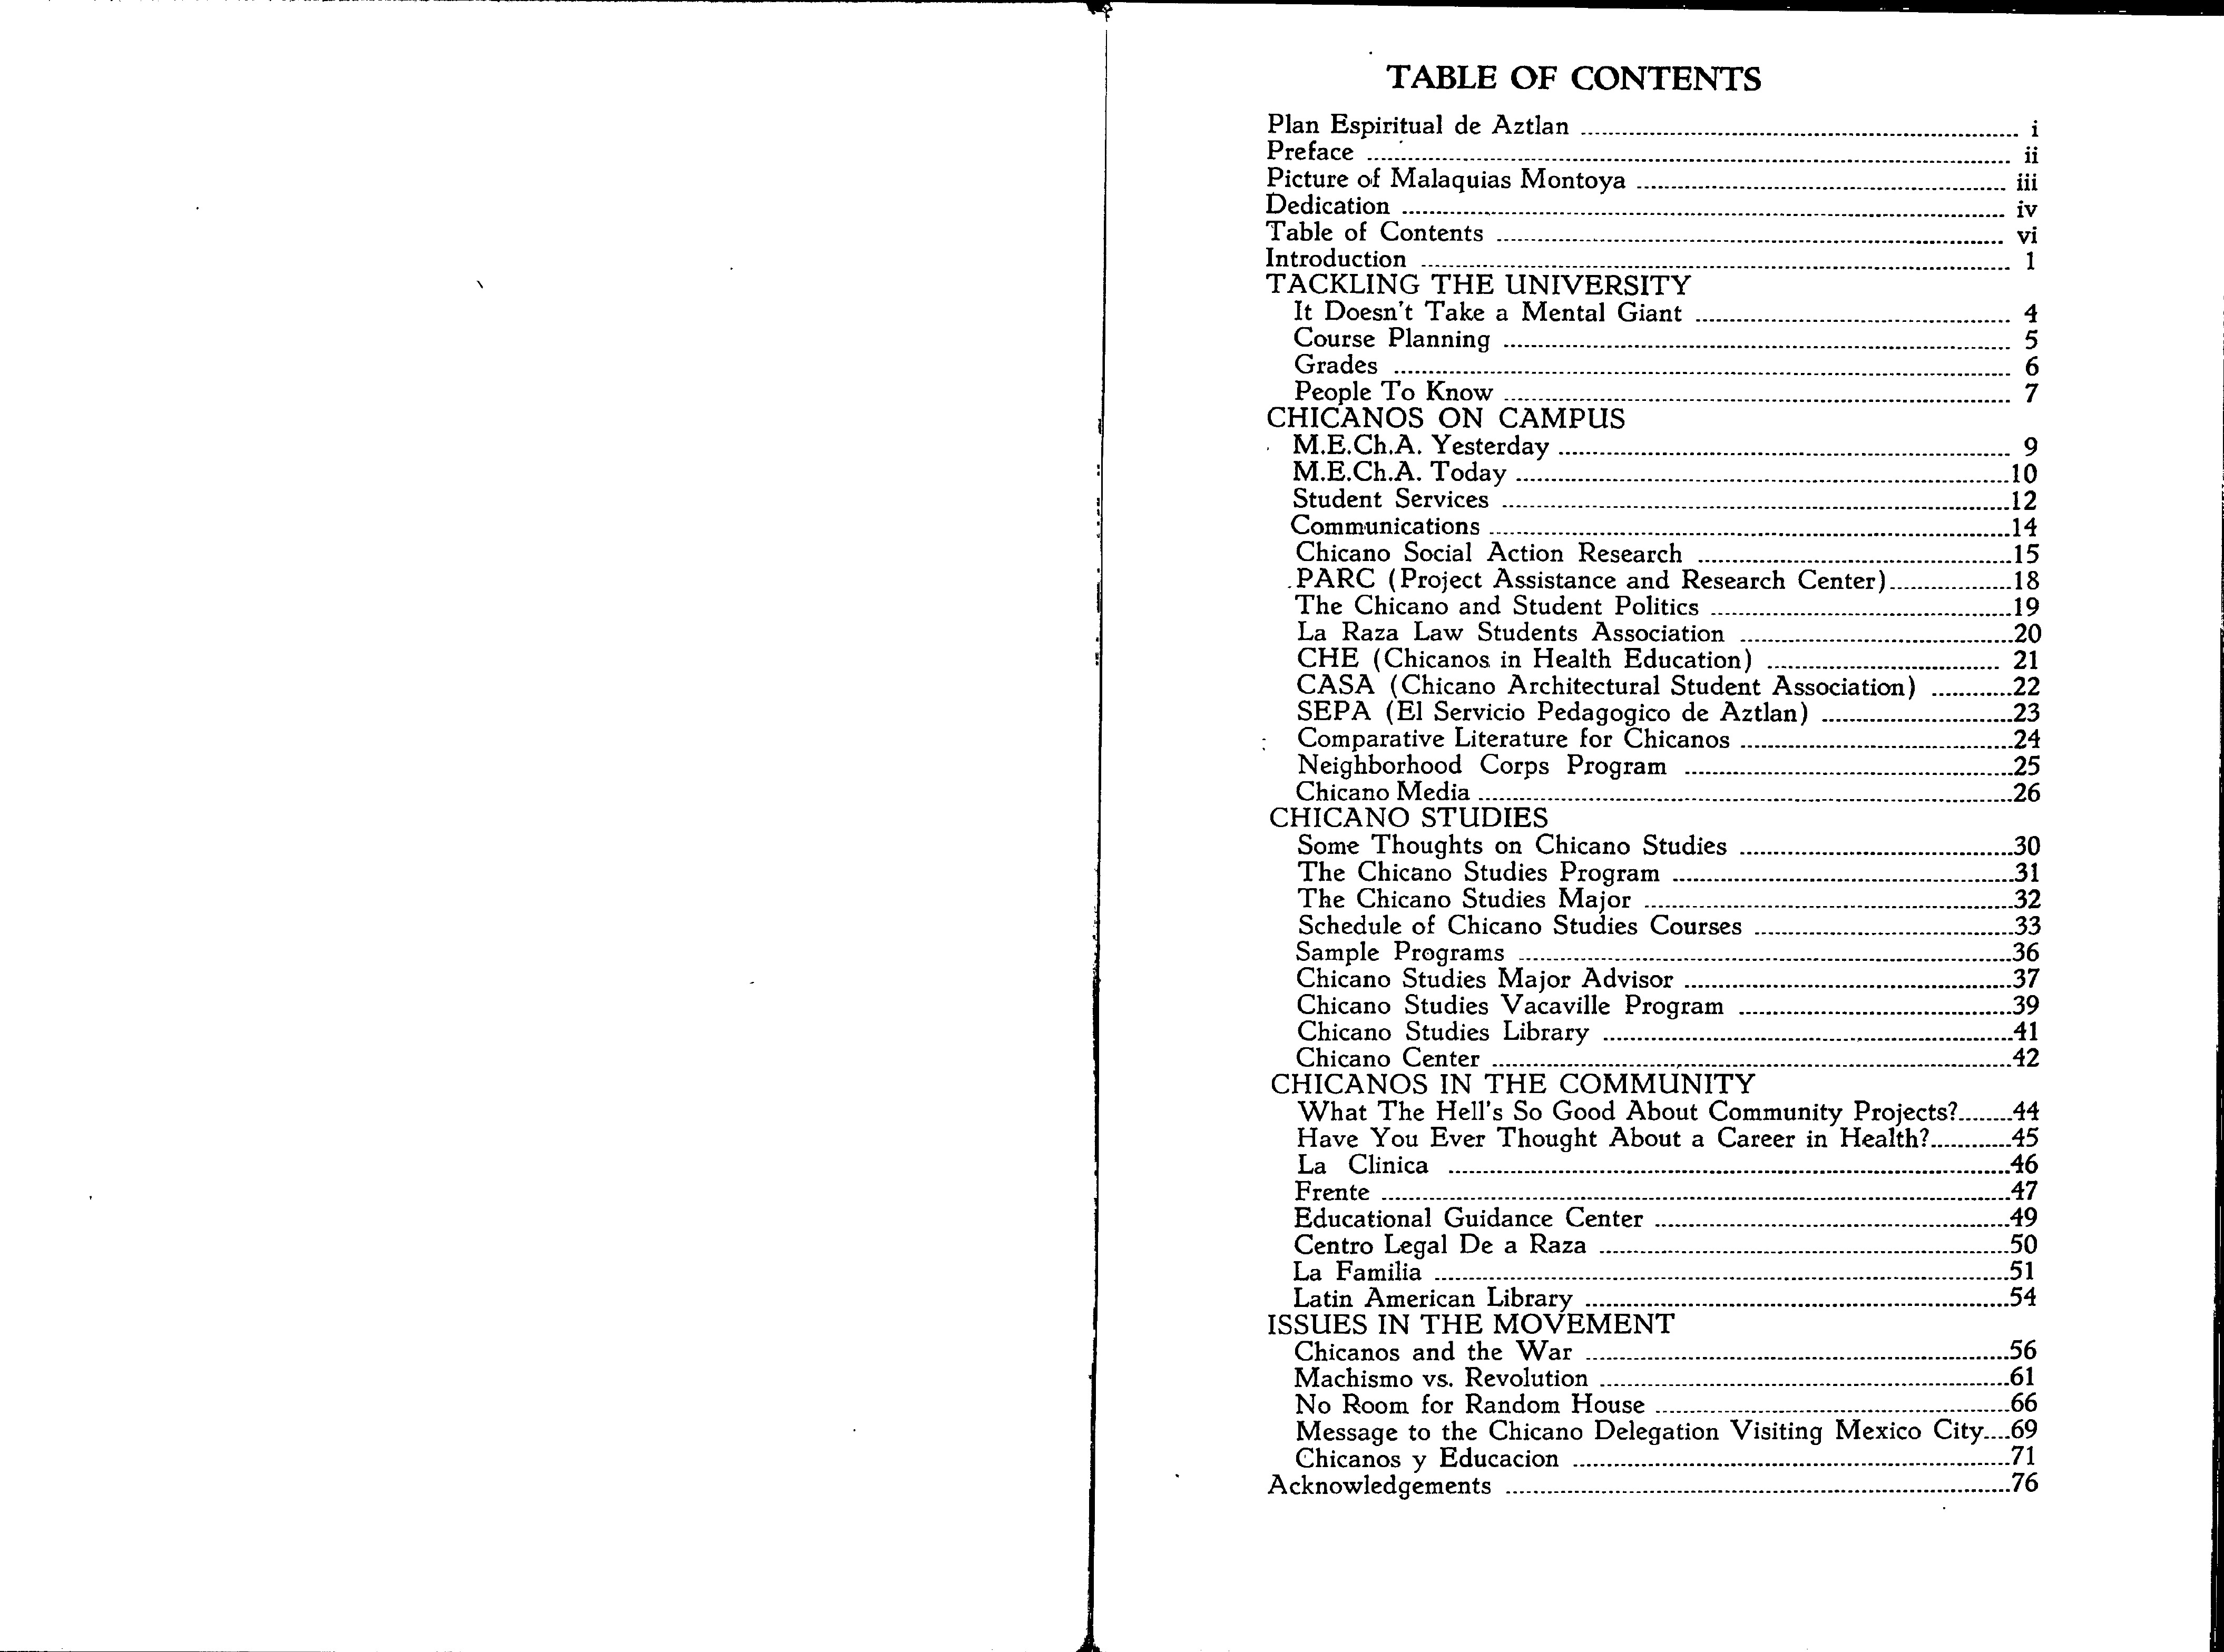 TABLE OF CONTENTS
Plan Espiritual de Aztlan ........ i
Preface ........ ii
Picture of Malaquias Montoya ........ iii
Dedication ........ iv
Table of Contents ........ vi
Introduction ........ 1
TACKLING THE UNIVERSITY
It Doesn't Take a Mental Giant ........ 4
Course Planning ........ 5
Grades ........ 6
People To Know ........ 7
CHICANOS ON CAMPUS
M.E.Ch.A. Yesterday ........ 9
M.E.Ch.A. Today ........ 10
Student Services ........ 12
Communications ........ 14
Chicano Social Action Research ........ 15
PARC (Project Assistance and Research Center) ........ 18
The Chicano and Student Politics ........ 19
La Raza Law Students Association ........ 20
CHE (Chicanos in Health Education) ........ 21
CASA (Chicano Architectural Student Association) ........ 22
SEPA (El Servicio Pedagogico de Aztlan) ........ 23
Comparative Literature for Chicanos ........ 24
Neighborhood Corps Program ........ 25
Chicano Media ........ 26
CHICANO STUDIES
Some Thoughts on Chicano Studies ........ 30
The Chicano Studies Program ........ 31
The Chicano Studies Major ........ 32
Schedule of Chicano Studies Courses ........ 33
Sample Programs ........ 36
Chicano Studies Major Advisor ........ 37
Chicano Studies Vacaville Program ........ 39
Chicano Studies Library ........ 41
Chicano Center ........ 42
CHICANOS IN THE COMMUNITY
What The Hell's So Good About Community Projects? ........ 44
Have You Ever Thought About a Career in Health? ........ 45
La Clinica ........ 46
Frente ........ 47
Educational Guidance Center ........ 49
Centro Legal De a Raza ........ 50
La Familia ........ 51
Latin American Library ........ 54
ISSUES IN THE MOVEMENT
Chicanos and the War ........ 56
Machismo vs. Revolution ........ 61
No Room for Random House ........ 66
Message to the Chicano Delegation Visiting Mexico City ........ 69
Chicanos y Educacion ........ 71
Acknowledgements ........ 76